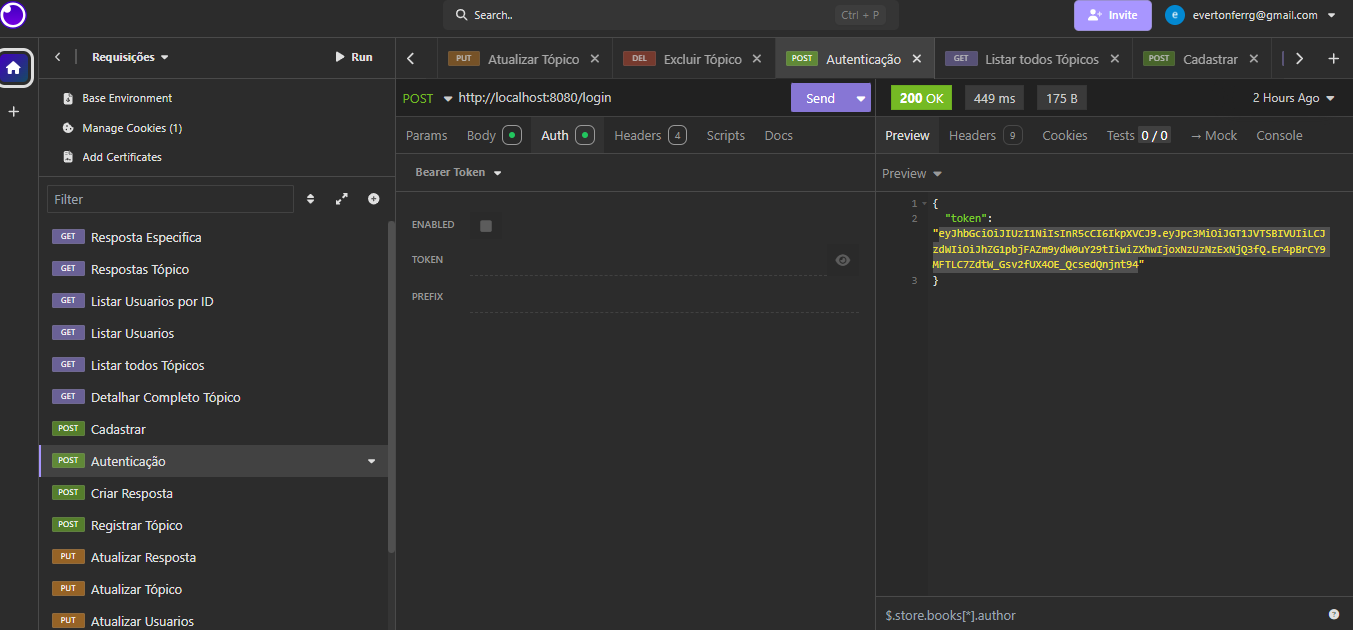 Search..
Ctrl + P
Invite
e
evertonferrg@gmail.com
Requisições
Run
Base Environment
Manage Cookies (1)
Add Certificates
Filter
GET Resposta Especifica
GET Respostas Tópico
GET Listar Usuarios por ID
GET Listar Usuarios
GET Listar todos Tópicos
GET Detalhar Completo Tópico
POST Cadastrar
POST Autenticação
POST Criar Resposta
POST Registrar Tópico
PUT Atualizar Resposta
PUT Atualizar Tópico
PUT Atualizar Usuarios
PUT Atualizar Tópico
DEL Excluir Tópico
POST Autenticação
GET Listar todos Tópicos
POST Cadastrar
POST http://localhost:8080/login
Send
Params Body Auth Headers 4 Scripts Docs
Bearer Token
ENABLED
TOKEN
PREFIX
200 OK 449 ms 175 B 2 Hours Ago
Preview Headers 9 Cookies Tests 0 / 0 → Mock Console
Preview
1 {
2 "token":
"eyJhbGciOiJIUzI1NiIsInR5cCI6IkpXVCJ9.eyJpc3MiOiJGT1JVTSBIVUIiLCJ
zdWIiOiJhZG1pbjFAZm9ydW0uY29tIiwiZXhwIjoxNzUzNzExNjQ3fQ.Er4pBrCY9
MFTLC7ZdtW_Gsv2fUX4OE_QcsedQnjnt94"
3 }
$.store.books[*].author